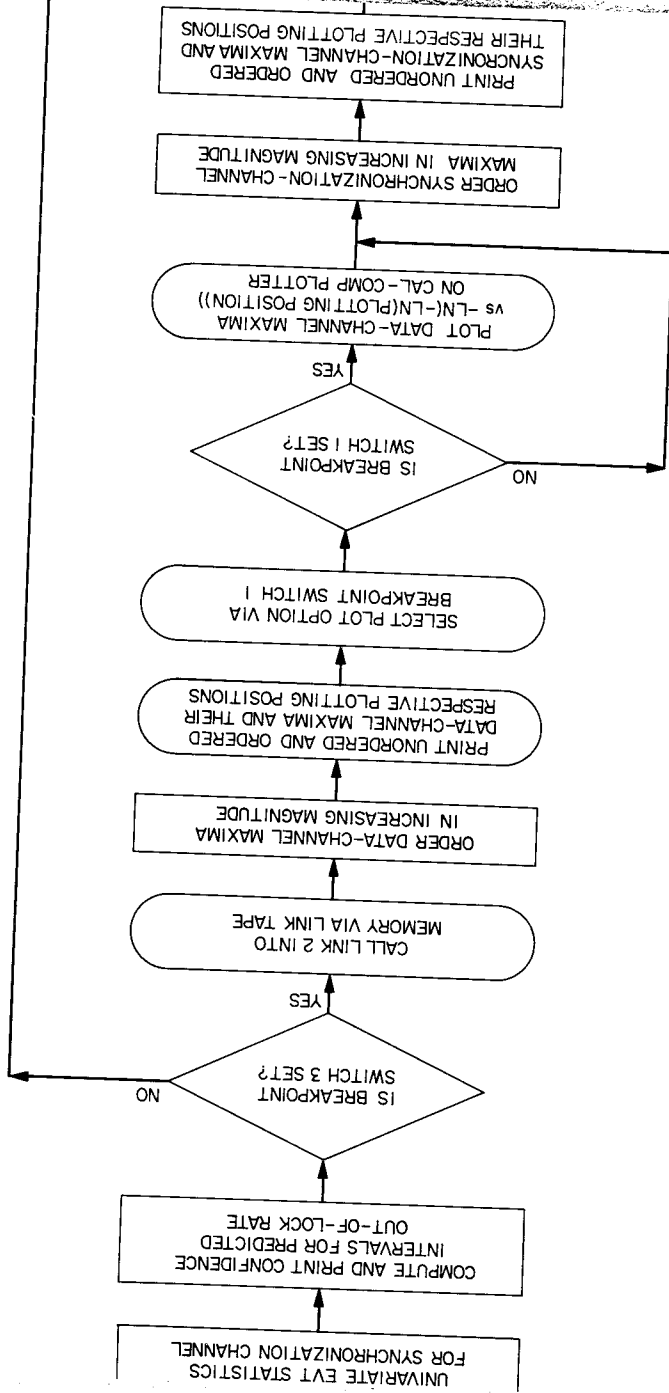 UNIVARIATE EVT STATISTICS
FOR SYNCHRONIZATION CHANNEL
COMPUTE AND PRINT CONFIDENCE
INTERVALS FOR PREDICTED
OUT-OF-LOCK RATE
IS BREAKPOINT
SWITCH 3 SET?
NO
YES
CALL LINK 2 INTO
MEMORY VIA LINK TAPE
ORDER DATA-CHANNEL MAXIMA
IN INCREASING MAGNITUDE
PRINT UNORDERED AND ORDERED
DATA-CHANNEL MAXIMA AND THEIR
RESPECTIVE PLOTTING POSITIONS
SELECT PLOT OPTION VIA
BREAKPOINT SWITCH I
IS BREAKPOINT
SWITCH I SET?
NO
YES
PLOT DATA-CHANNEL MAXIMA
vs -LN(-LN(PLOTTING POSITION))
ON CAL-COMP PLOTTER
ORDER SYNCHRONIZATION-CHANNEL
MAXIMA IN INCREASING MAGNITUDE
PRINT UNORDERED AND ORDERED
SYNCHRONIZATION-CHANNEL MAXIMA AND
THEIR RESPECTIVE PLOTTING POSITIONS